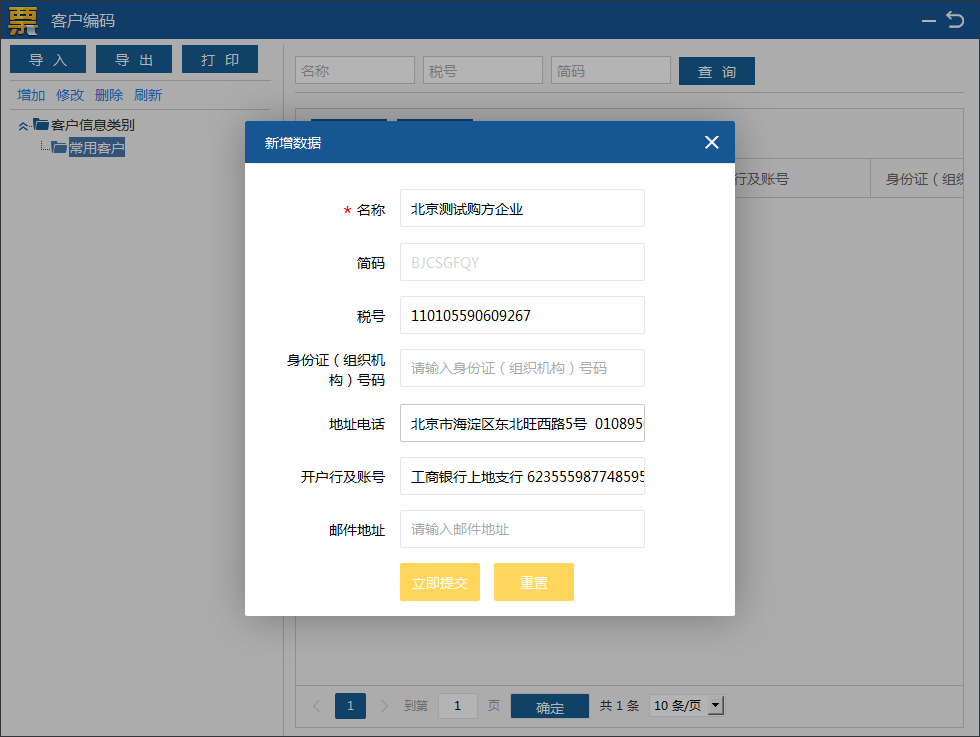 票 客户编码
导 入 导 出 打 印
增加 修改 删除 刷新
客户信息类别
常用客户
名称 税号 简码 查 询
行及账号 身份证（组织
新增数据
* 名称 北京测试购方企业
简码 BJCSGFQY
税号 110105590609267
身份证（组织机
构）号码 请输入身份证（组织机构）号码
地址电话 北京市海淀区东北旺西路5号 010895
开户行及账号 工商银行上地支行 623555987748595
邮件地址 请输入邮件地址
立即提交 重置
1 到第 1 页 确定 共 1 条 10 条/页